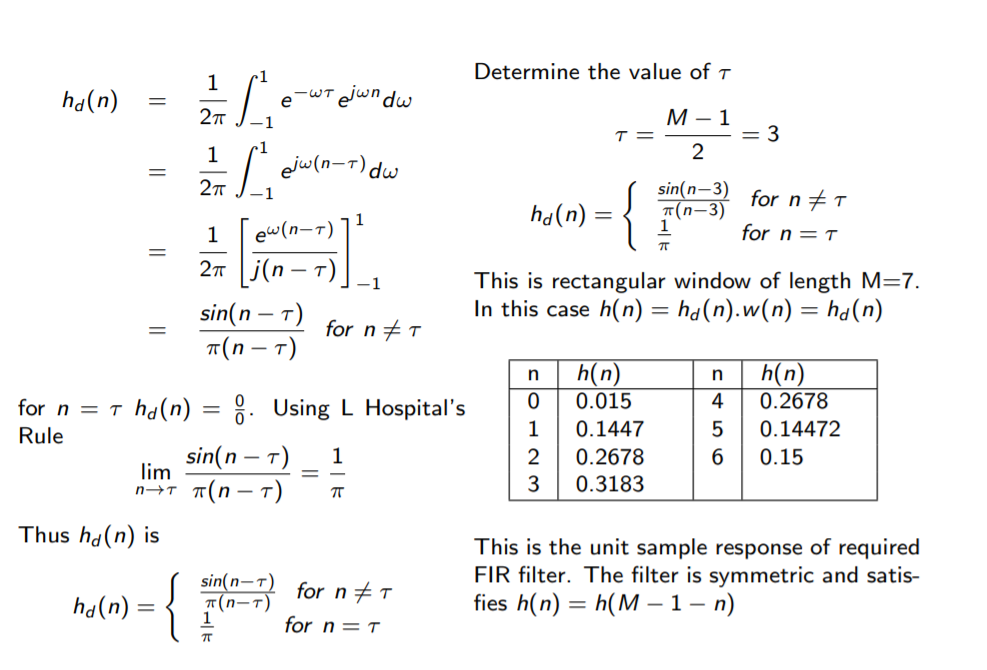 h_d(n) = 1/2π ∫_{-1}^{1} e^{−ωτ} e^{jωn} dω
= 1/2π ∫_{-1}^{1} e^{jw(n−τ)} dω
= 1/2π [e^{ω(n−τ)} / j(n − τ)]_{−1}^{1}
= sin(n − τ) / π(n − τ) for n ≠ τ
for n = τ h_d(n) = 0/0. Using L Hospital's
Rule
lim_{n→τ} sin(n − τ) / π(n − τ) = 1/π
Thus h_d(n) is
h_d(n) = { sin(n−τ) / π(n−τ) for n ≠ τ
1/π for n = τ
Determine the value of τ
τ = (M − 1)/2 = 3
h_d(n) = { sin(n−3) / π(n−3) for n ≠ τ
1/π for n = τ
This is rectangular window of length M=7.
In this case h(n) = h_d(n).w(n) = h_d(n)
n h(n) n h(n)
0 0.015 4 0.2678
1 0.1447 5 0.14472
2 0.2678 6 0.15
3 0.3183
This is the unit sample response of required
FIR filter. The filter is symmetric and satis-
fies h(n) = h(M − 1 − n)